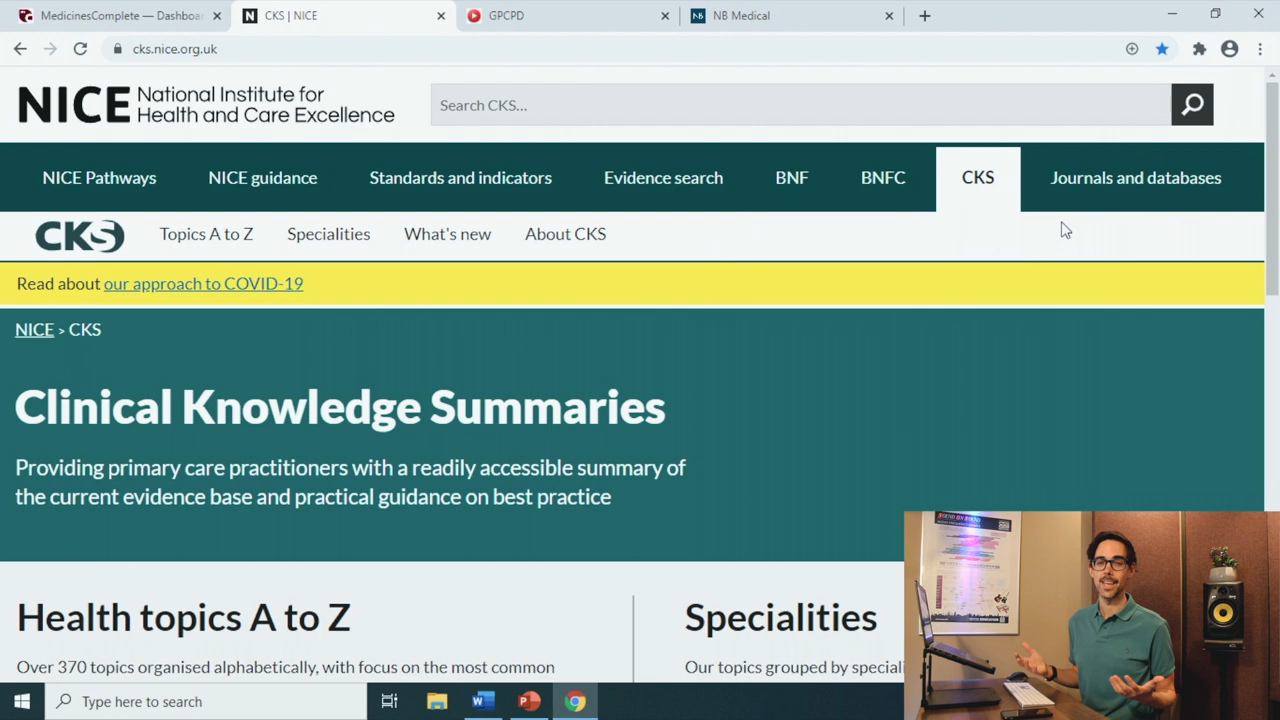 MedicinesComplete — Dashboar
CKS | NICE
GPCPD
NB Medical
cks.nice.org.uk
NICE National Institute for
Health and Care Excellence
Search CKS...
NICE Pathways
NICE guidance
Standards and indicators
Evidence search
BNF
BNFC
CKS
Journals and databases
CKS
Topics A to Z
Specialities
What's new
About CKS
Read about our approach to COVID-19
NICE > CKS
Clinical Knowledge Summaries
Providing primary care practitioners with a readily accessible summary of
the current evidence base and practical guidance on best practice
Health topics A to Z
Over 370 topics organised alphabetically, with focus on the most common
Specialities
Our topics grouped by speciali
Type here to search